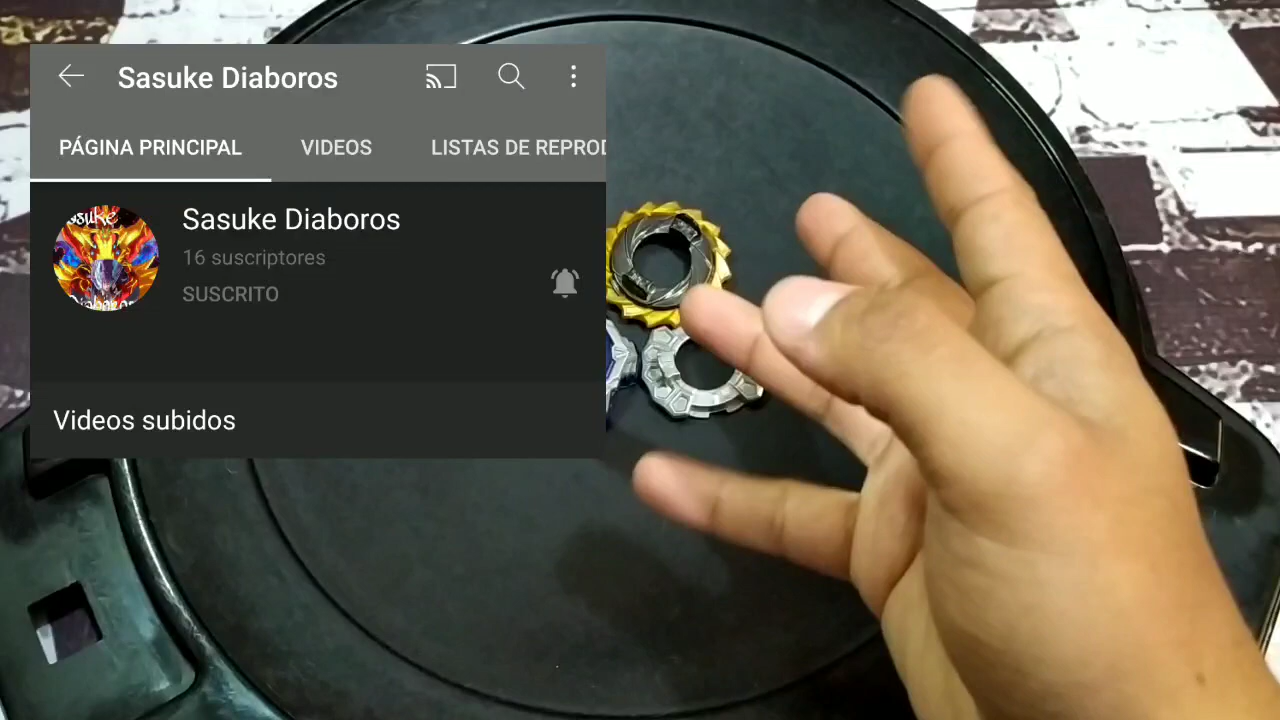 Sasuke Diaboros
PÁGINA PRINCIPAL VIDEOS LISTAS DE REPROD
Sasuke Diaboros
16 suscriptores
SUSCRITO
Videos subidos